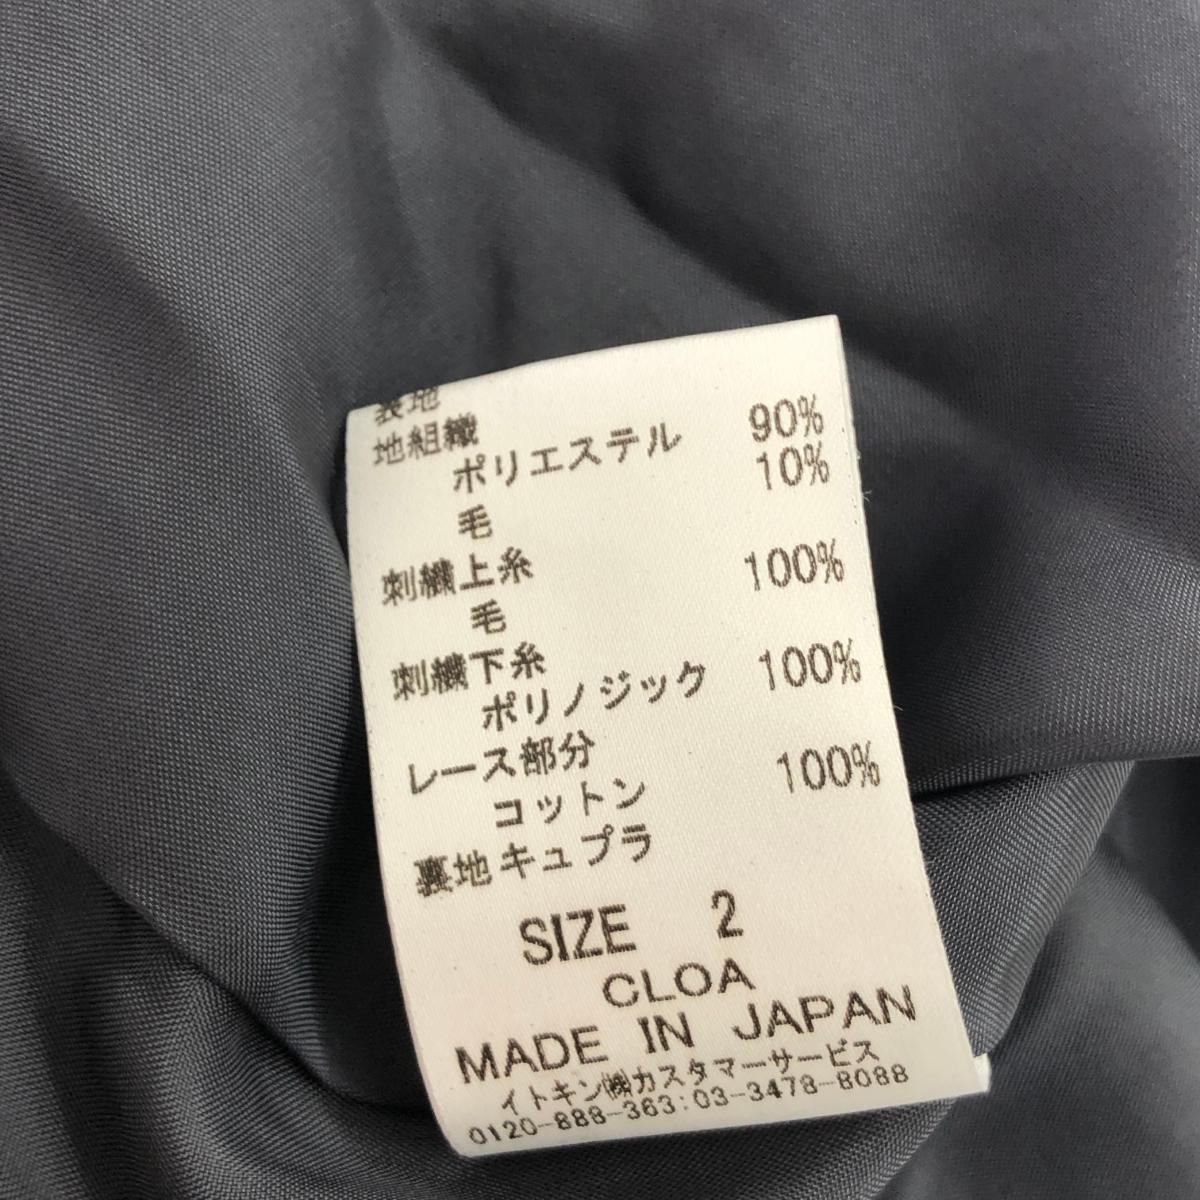 表地
地組織
ポリエステル 90%
毛 10%
刺繍上糸
毛 100%
刺繍下糸
ポリノジック 100%
レース部分
コットン 100%
裏地キュプラ
SIZE 2
CLOA
MADE IN JAPAN
イトキン㈱カスタマーサービス
0120-888-363:03-3478-8088